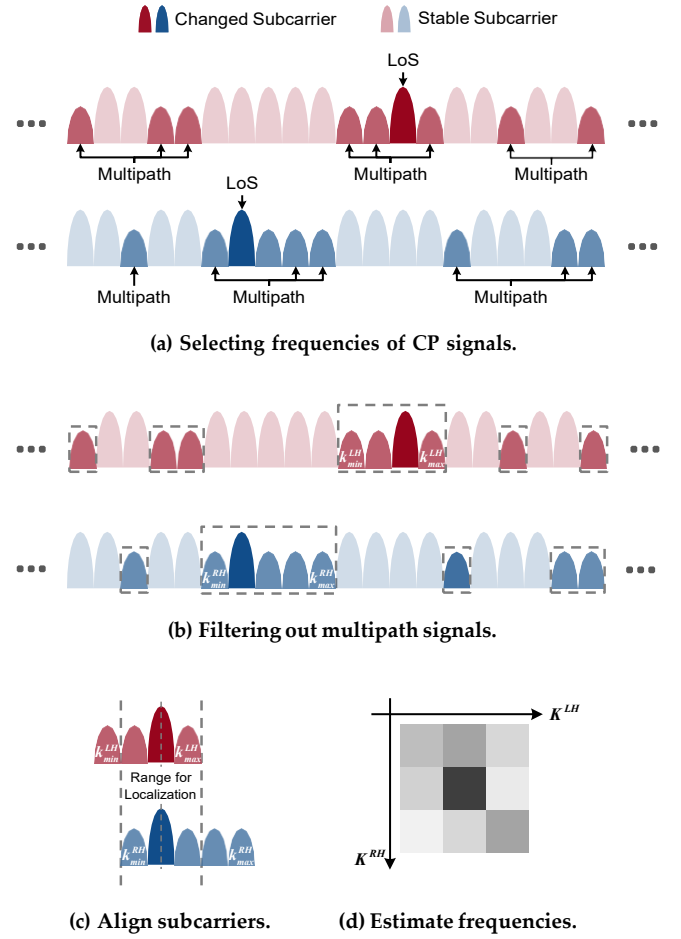 Changed Subcarrier Stable Subcarrier
LoS
Multipath Multipath Multipath
LoS
Multipath Multipath Multipath
(a) Selecting frequencies of CP signals.
k_min^LH k_max^LH
k_min^RH k_max^RH
(b) Filtering out multipath signals.
k_min^LH k_max^LH
Range for
Localization
k_min^RH k_max^RH
K^LH
K^RH
(c) Align subcarriers. (d) Estimate frequencies.